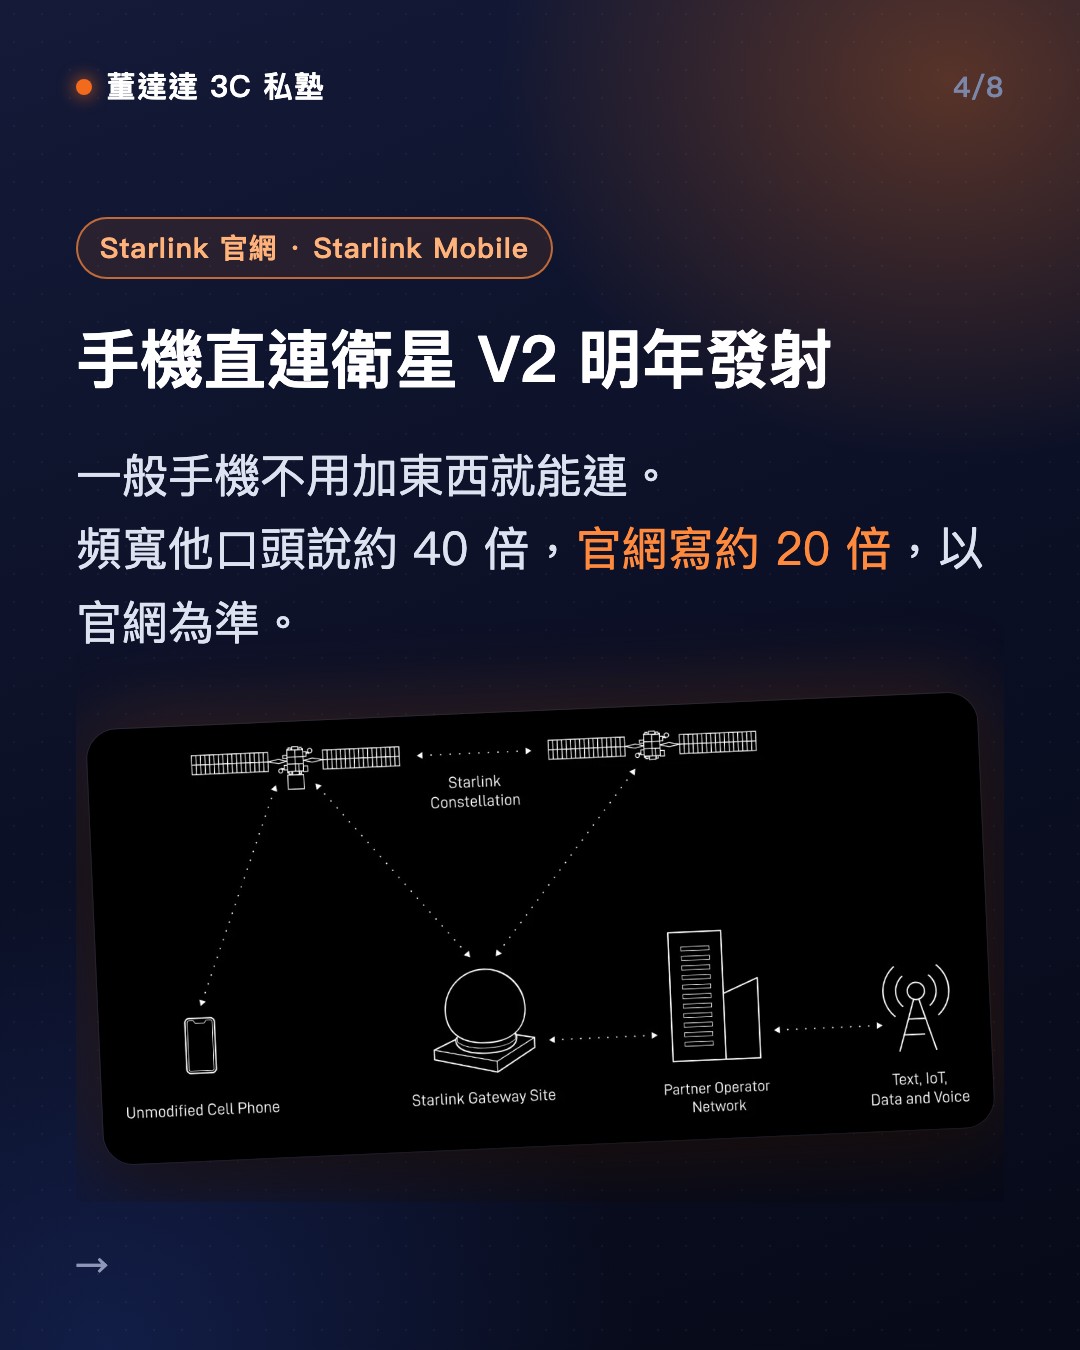 董達達 3C 私塾
4/8
Starlink 官網 · Starlink Mobile
手機直連衛星 V2 明年發射
一般手機不用加東西就能連。
頻寬他口頭說約 40 倍，官網寫約 20 倍，以
官網為準。
Starlink
Constellation
Unmodified Cell Phone
Starlink Gateway Site
Partner Operator
Network
Text, IoT,
Data and Voice
→